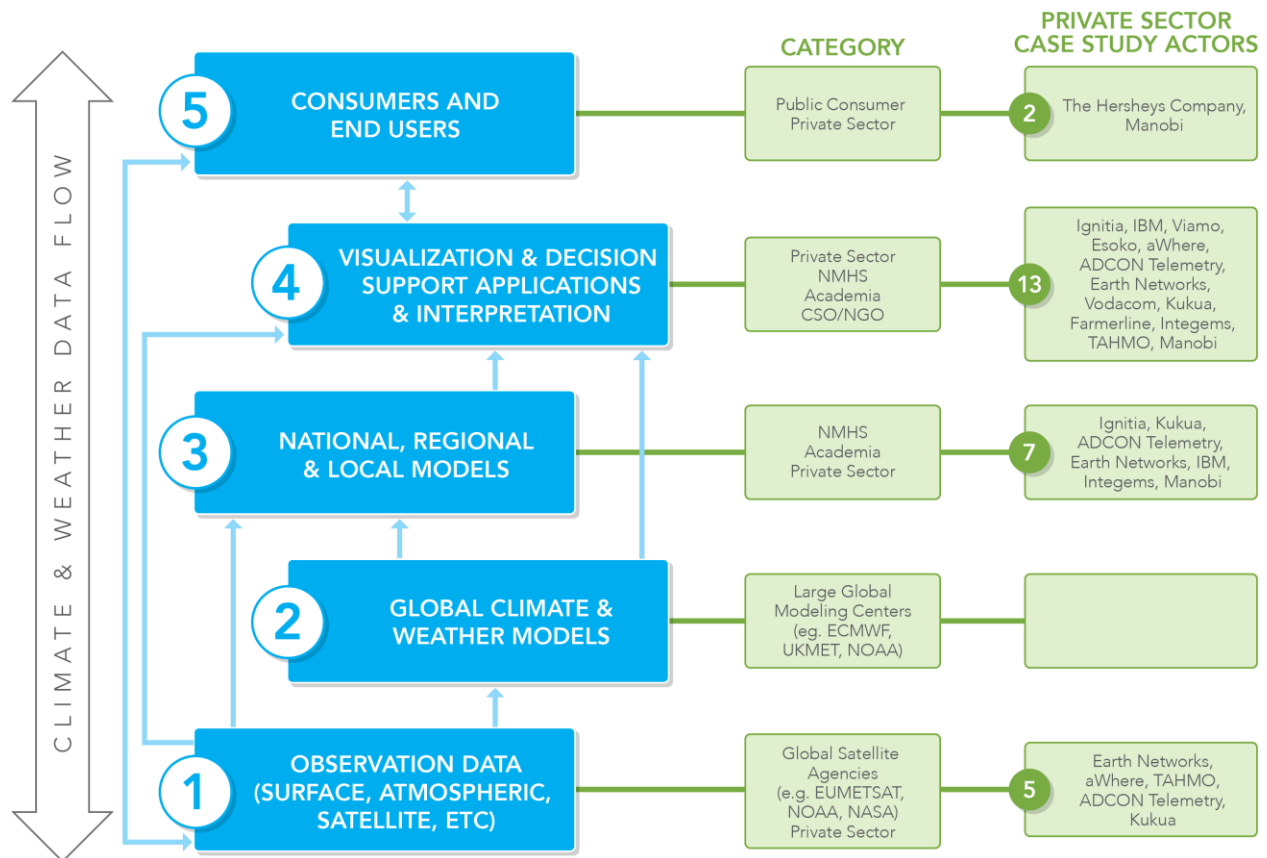 CLIMATE & WEATHER DATA FLOW
CATEGORY
PRIVATE SECTOR
CASE STUDY ACTORS
5
CONSUMERS AND
END USERS
Public Consumer
Private Sector
2
The Hersheys Company,
Manobi
4
VISUALIZATION & DECISION
SUPPORT APPLICATIONS
& INTERPRETATION
Private Sector
NMHS
Academia
CSO/NGO
13
Ignitia, IBM, Viamo,
Esoko, aWhere,
ADCON Telemetry,
Earth Networks,
Vodacom, Kukua,
Farmerline, Integems,
TAHMO, Manobi
3
NATIONAL, REGIONAL
& LOCAL MODELS
NMHS
Academia
Private Sector
7
Ignitia, Kukua,
ADCON Telemetry,
Earth Networks, IBM,
Integems, Manobi
2
GLOBAL CLIMATE &
WEATHER MODELS
Large Global
Modeling Centers
(eg. ECMWF,
UKMET, NOAA)
1
OBSERVATION DATA
(SURFACE, ATMOSPHERIC,
SATELLITE, ETC)
Global Satellite
Agencies
(e.g. EUMETSAT,
NOAA, NASA)
Private Sector
5
Earth Networks,
aWhere, TAHMO,
ADCON Telemetry,
Kukua